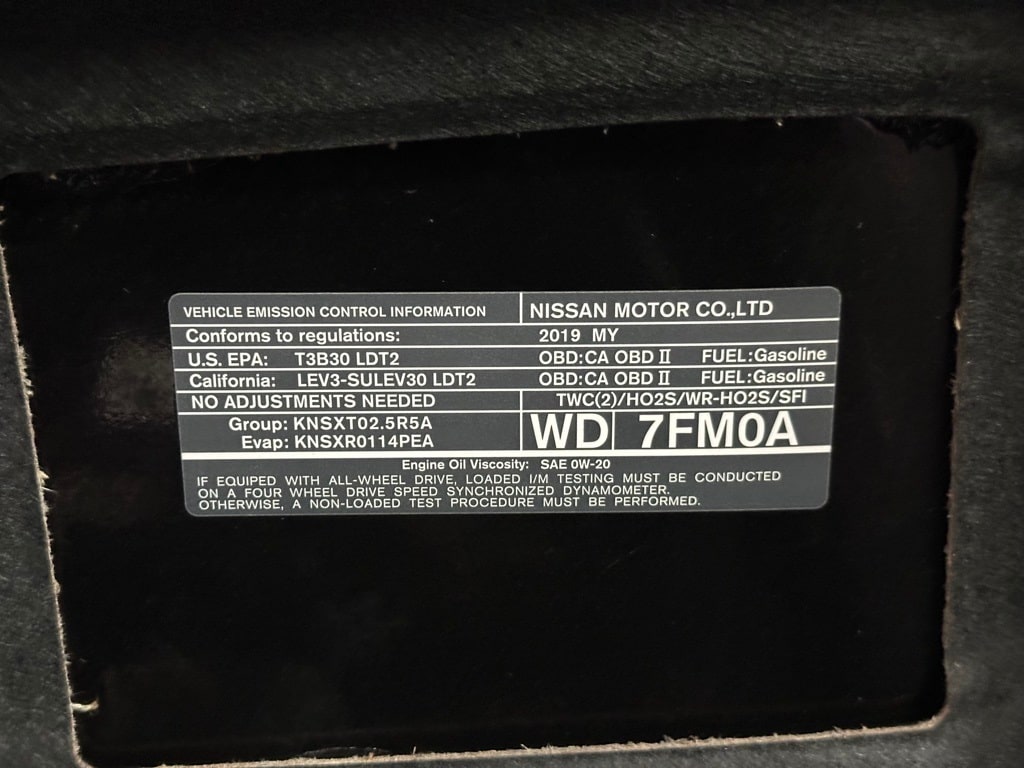 VEHICLE EMISSION CONTROL INFORMATION NISSAN MOTOR CO.,LTD
Conforms to regulations: 2019 MY
U.S. EPA: T3B30 LDT2 OBD:CA OBD II FUEL:Gasoline
California: LEV3-SULEV30 LDT2 OBD:CA OBD II FUEL:Gasoline
NO ADJUSTMENTS NEEDED TWC(2)/HO2S/WR-HO2S/SFI
Group: KNSXT02.5R5A
Evap: KNSXR0114PEA
WD 7FM0A
Engine Oil Viscosity: SAE 0W-20
IF EQUIPPED WITH ALL-WHEEL DRIVE, LOADED I/M TESTING MUST BE CONDUCTED
ON A FOUR WHEEL DRIVE SPEED SYNCHRONIZED DYNAMOMETER.
OTHERWISE, A NON-LOADED TEST PROCEDURE MUST BE PERFORMED.